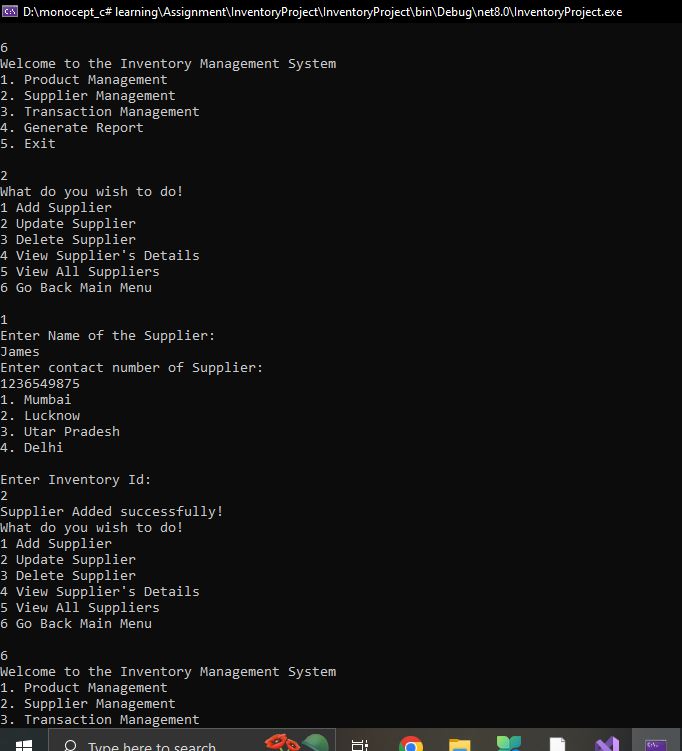 D:\monocept_c# learning\Assignment\InventoryProject\InventoryProject\bin\Debug\net8.0\InventoryProject.exe
6
Welcome to the Inventory Management System
1. Product Management
2. Supplier Management
3. Transaction Management
4. Generate Report
5. Exit
2
What do you wish to do!
1 Add Supplier
2 Update Supplier
3 Delete Supplier
4 View Supplier's Details
5 View All Suppliers
6 Go Back Main Menu
1
Enter Name of the Supplier:
James
Enter contact number of Supplier:
1236549875
1. Mumbai
2. Lucknow
3. Utar Pradesh
4. Delhi
Enter Inventory Id:
2
Supplier Added successfully!
What do you wish to do!
1 Add Supplier
2 Update Supplier
3 Delete Supplier
4 View Supplier's Details
5 View All Suppliers
6 Go Back Main Menu
6
Welcome to the Inventory Management System
1. Product Management
2. Supplier Management
3. Transaction Management
Type here to search